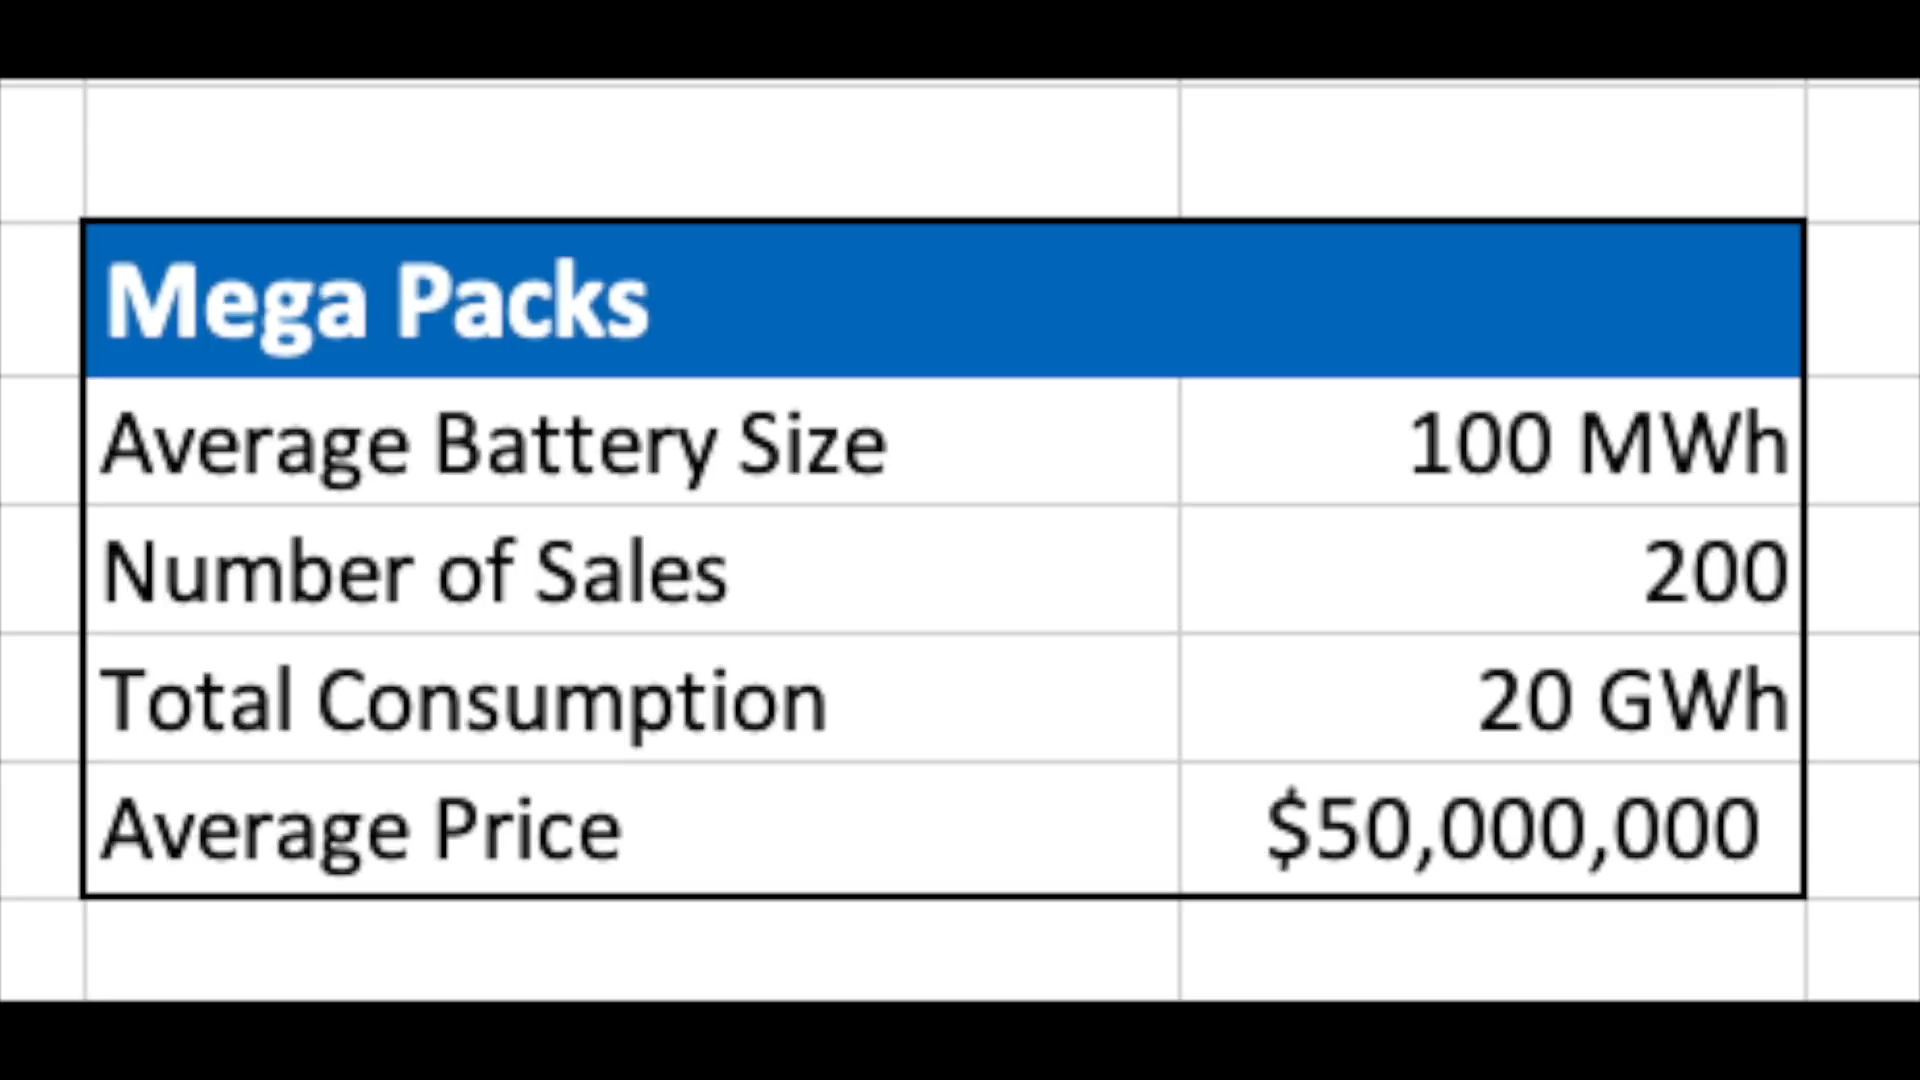 Mega Packs
Average Battery Size 100 MWh
Number of Sales 200
Total Consumption 20 GWh
Average Price $50,000,000